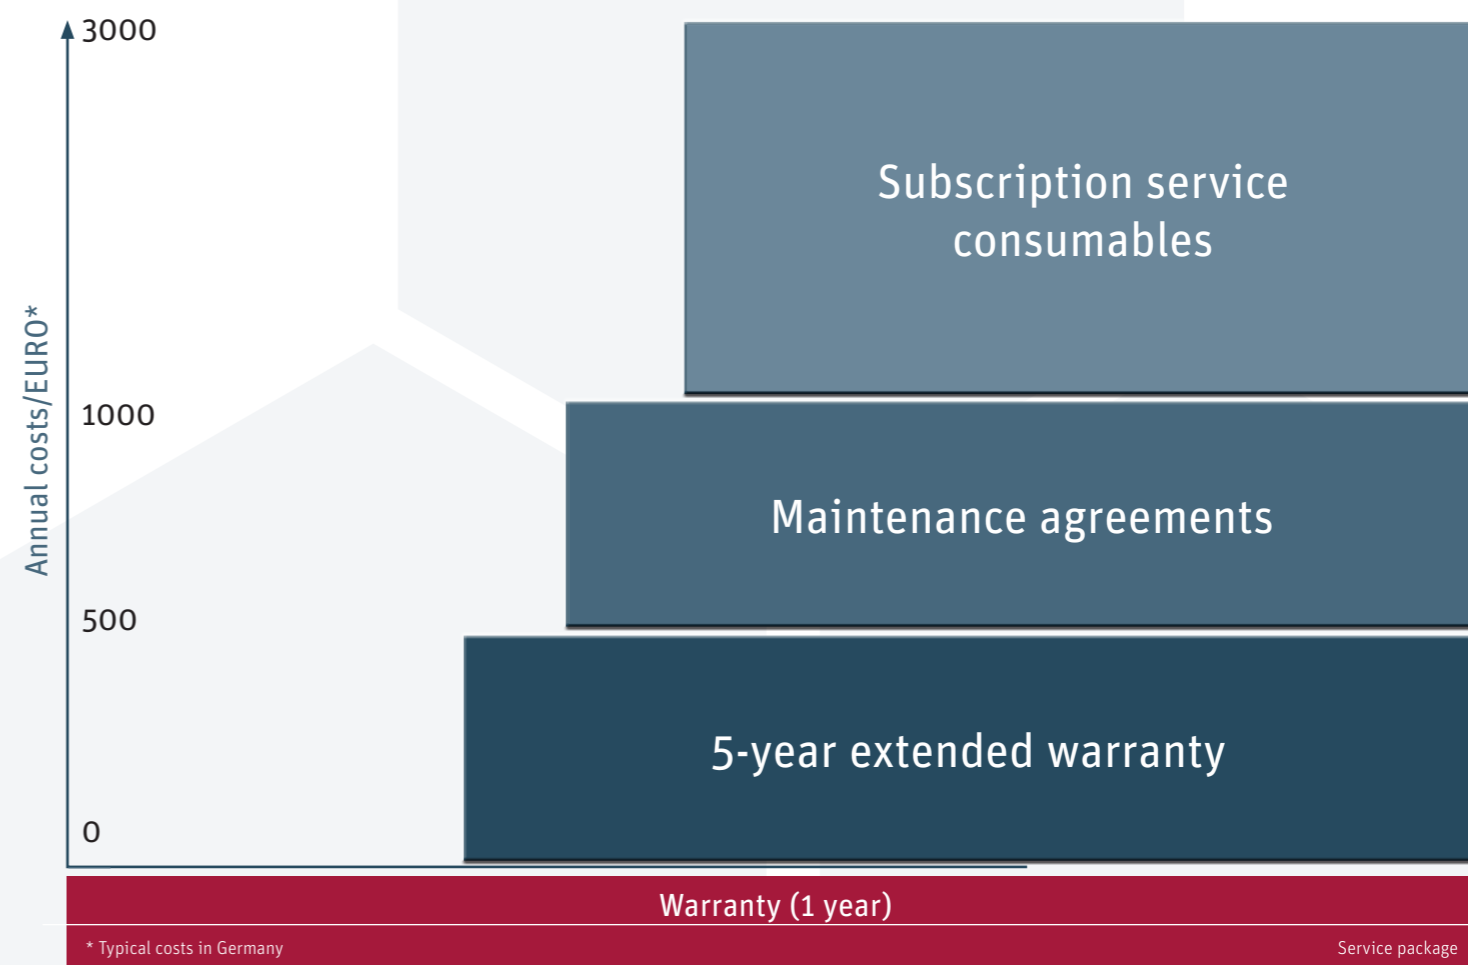 3000
Subscription service
consumables
Annual costs/EURO*
1000
Maintenance agreements
500
5-year extended warranty
0
Warranty (1 year)
* Typical costs in Germany
Service package